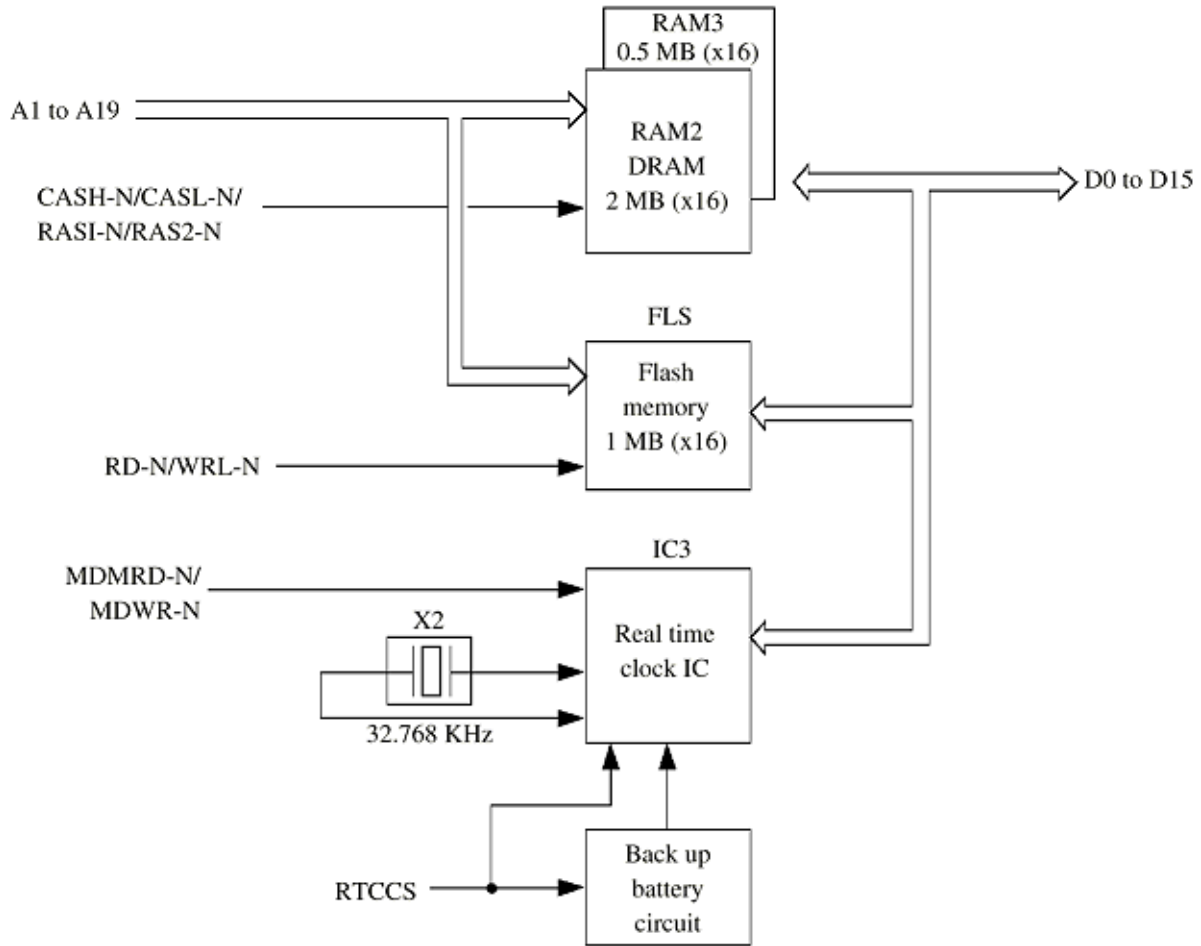 RAM3
0.5 MB (x16)
A1 to A19
RAM2
DRAM
2 MB (x16)
CASH-N/CASL-N/
RASI-N/RAS2-N
D0 to D15
FLS
Flash
memory
1 MB (x16)
RD-N/WRL-N
IC3
MDMRD-N/
MDWR-N
X2
Real time
clock IC
32.768 KHz
RTCCS
Back up
battery
circuit